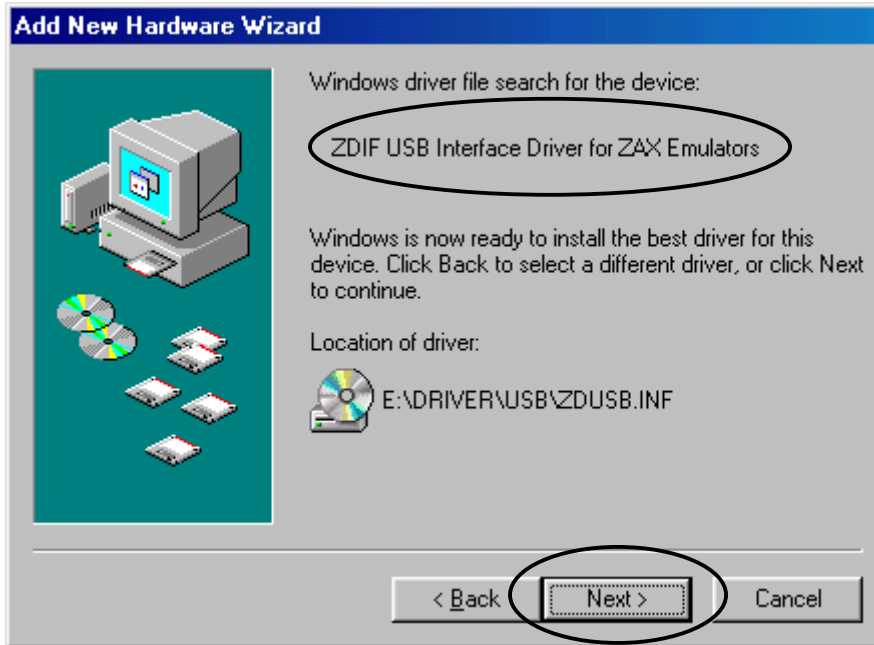 Add New Hardware Wizard
Windows driver file search for the device:
ZDIF USB Interface Driver for ZAX Emulators
Windows is now ready to install the best driver for this
device. Click Back to select a different driver, or click Next
to continue.
Location of driver:
E:\DRIVER\USB\ZDUSB.INF
< Back
Next >
Cancel